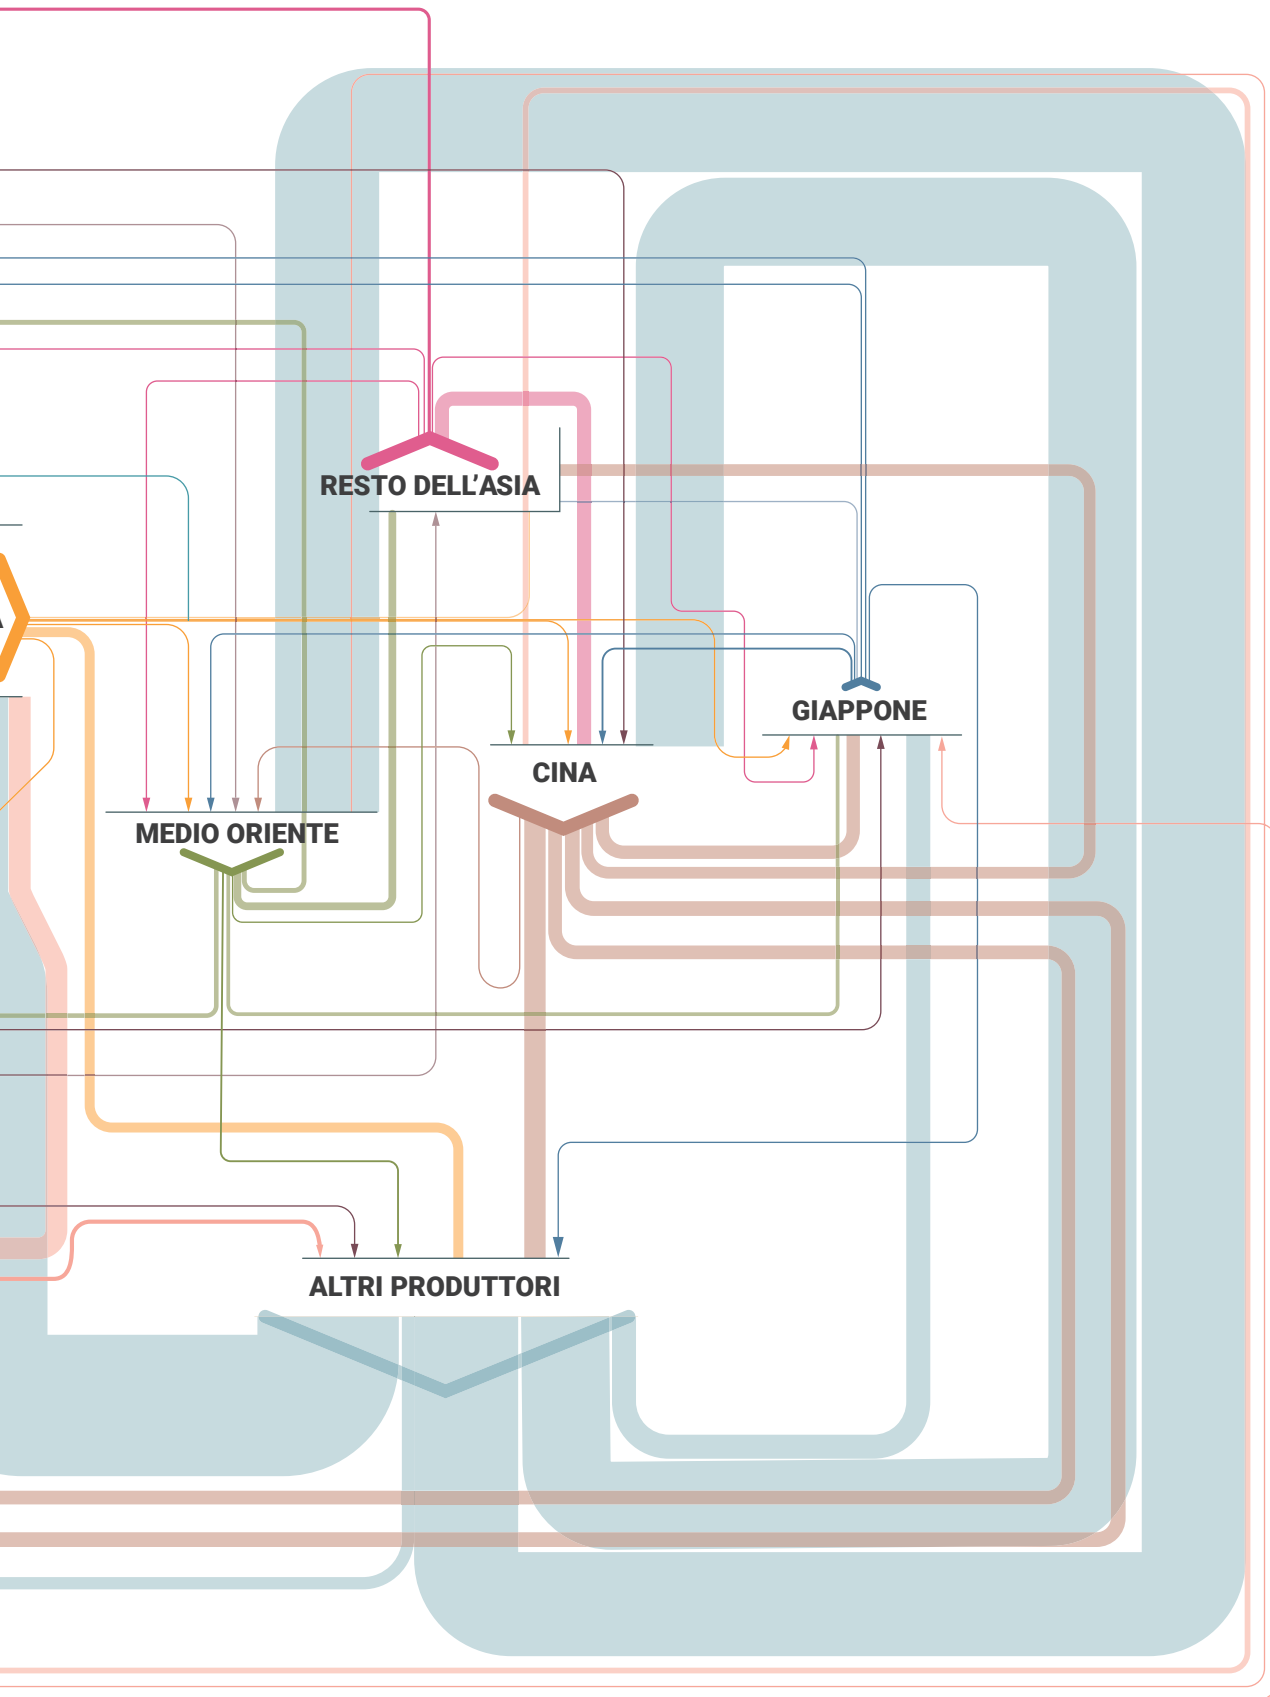 RESTO DELL'ASIA
GIAPPONE
CINA
MEDIO ORIENTE
ALTRI PRODUTTORI